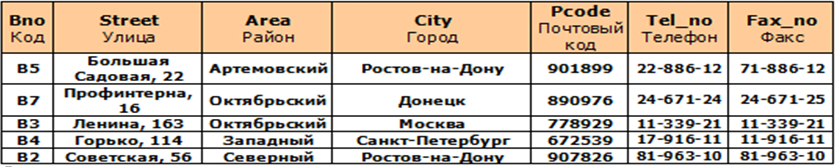 Bno Street Area City Pcode Tel_no Fax_no
Код Улица Район Город Почтовый код Телефон Факс
B5 Большая Садовая, 22 Артемовский Ростов-на-Дону 901899 22-886-12 71-886-12
B7 Профинтерна, 16 Октябрьский Донецк 890976 24-671-24 24-671-25
B3 Ленина, 163 Октябрьский Москва 778929 11-339-21 11-339-21
B4 Горько, 114 Западный Санкт-Петербург 672539 17-916-11 11-916-11
B2 Советская, 56 Северный Ростов-на-Дону 907826 81-963-10 81-963-10